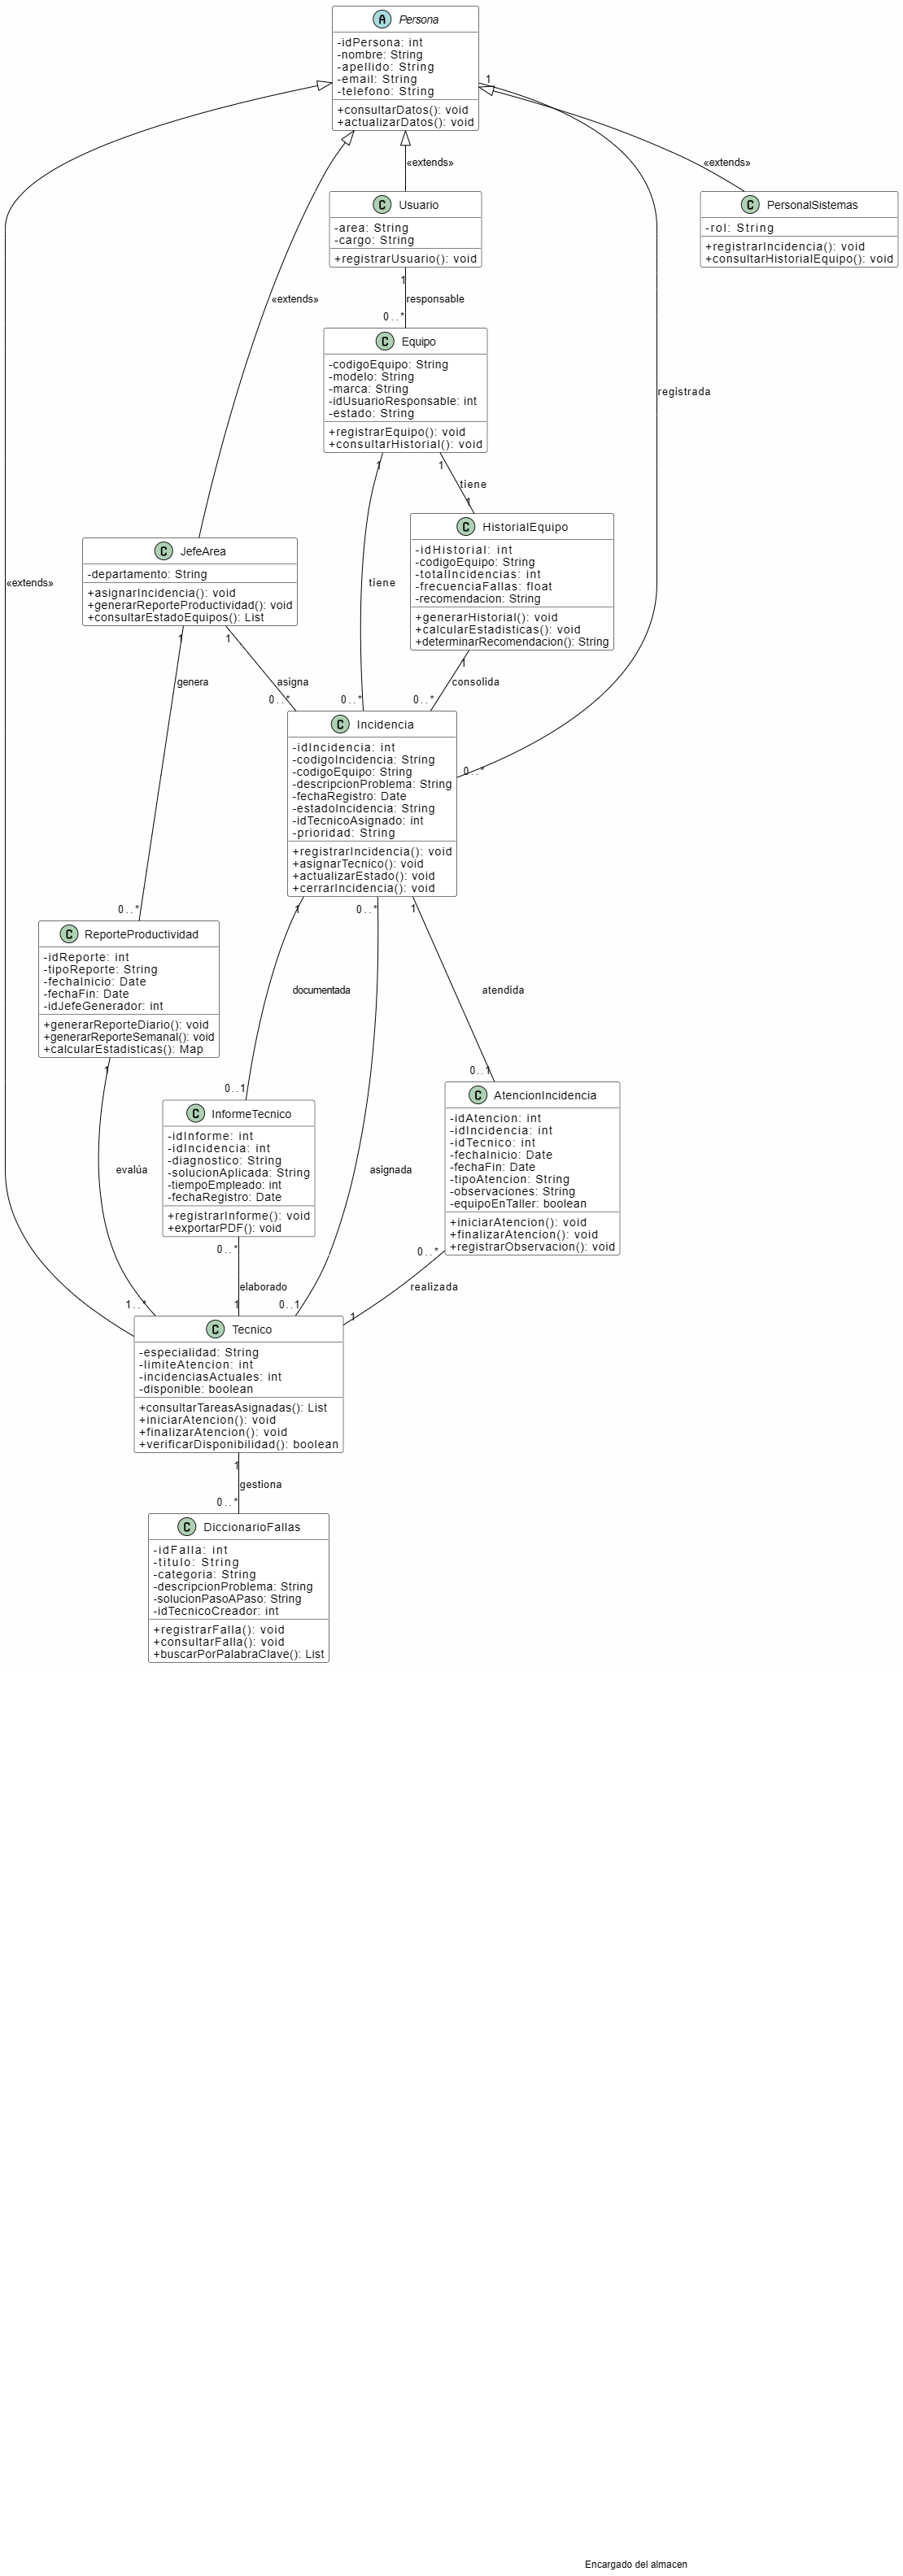 A Persona
-idPersona: int
-nombre: String
-apellido: String
-email: String
-telefono: String
+consultarDatos(): void
+actualizarDatos(): void
1
«extends»
«extends»
C Usuario
-area: String
-cargo: String
+registrarUsuario(): void
C PersonalSistemas
-rol: String
+registrarIncidencia(): void
+consultarHistorialEquipo(): void
1
«extends»
responsable
0..*
C Equipo
-codigoEquipo: String
-modelo: String
-marca: String
-idUsuarioResponsable: int
-estado: String
+registrarEquipo(): void
+consultarHistorial(): void
registrada
1
1
tiene
1
C HistorialEquipo
-idHistorial: int
-codigoEquipo: String
-totalIncidencias: int
-frecuenciaFallas: float
-recomendacion: String
+generarHistorial(): void
+calcularEstadisticas(): void
+determinarRecomendacion(): String
C JefeArea
-departamento: String
+asignarIncidencia(): void
+generarReporteProductividad(): void
+consultarEstadoEquipos(): List
«extends»
tiene
1
1
1
genera
asigna
consolida
0..*
0..*
0..*
C Incidencia
-idIncidencia: int
-codigoIncidencia: String
-codigoEquipo: String
-descripcionProblema: String
-fechaRegistro: Date
-estadoIncidencia: String
-idTecnicoAsignado: int
-prioridad: String
+registrarIncidencia(): void
+asignarTecnico(): void
+actualizarEstado(): void
+cerrarIncidencia(): void
0..*
0..*
1
0..*
1
C ReporteProductividad
-idReporte: int
-tipoReporte: String
-fechaInicio: Date
-fechaFin: Date
-idJefeGenerador: int
+generarReporteDiario(): void
+generarReporteSemanal(): void
+calcularEstadisticas(): Map
documentada
atendida
1
0..1
0..1
C InformeTecnico
-idInforme: int
-idIncidencia: int
-diagnostico: String
-solucionAplicada: String
-tiempoEmpleado: int
-fechaRegistro: Date
+registrarInforme(): void
+exportarPDF(): void
C AtencionIncidencia
-idAtencion: int
-idIncidencia: int
-idTecnico: int
-fechaInicio: Date
-fechaFin: Date
-tipoAtencion: String
-observaciones: String
-equipoEnTaller: boolean
+iniciarAtencion(): void
+finalizarAtencion(): void
+registrarObservacion(): void
evalúa
asignada
0..*
0..*
elaborado
realizada
1..*
1
0..1
1
C Tecnico
-especialidad: String
-limiteAtencion: int
-incidenciasActuales: int
-disponible: boolean
+consultarTareasAsignadas(): List
+iniciarAtencion(): void
+finalizarAtencion(): void
+verificarDisponibilidad(): boolean
1
gestiona
0..*
C DiccionarioFallas
-idFalla: int
-titulo: String
-categoria: String
-descripcionProblema: String
-solucionPasoAPaso: String
-idTecnicoCreador: int
+registrarFalla(): void
+consultarFalla(): void
+buscarPorPalabraClave(): List
Encargado del almacen